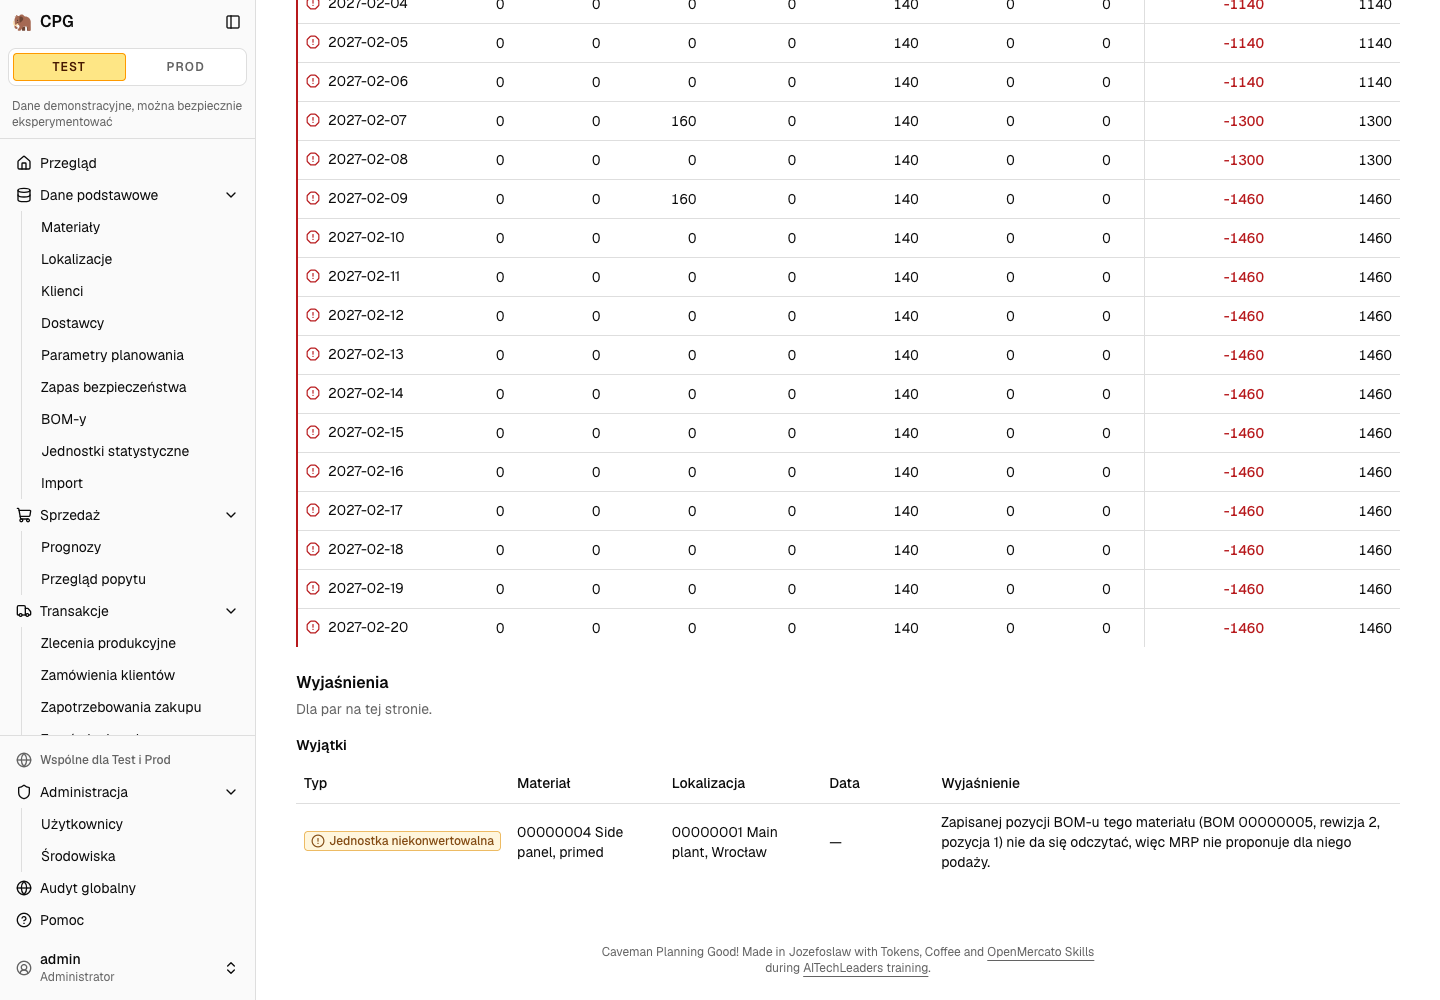 CPG
TEST PROD
Dane demonstracyjne, można bezpiecznie
eksperymentować
Przegląd
Dane podstawowe
Materiały
Lokalizacje
Klienci
Dostawcy
Parametry planowania
Zapas bezpieczeństwa
BOM-y
Jednostki statystyczne
Import
Sprzedaż
Prognozy
Przegląd popytu
Transakcje
Zlecenia produkcyjne
Zamówienia klientów
Zapotrzebowania zakupu
Wspólne dla Test i Prod
Administracja
Użytkownicy
Środowiska
Audyt globalny
Pomoc
admin
Administrator
2027-02-04 0 0 0 0 140 0 0 -1140 1140
2027-02-05 0 0 0 0 140 0 0 -1140 1140
2027-02-06 0 0 0 0 140 0 0 -1140 1140
2027-02-07 0 0 160 0 140 0 0 -1300 1300
2027-02-08 0 0 0 0 140 0 0 -1300 1300
2027-02-09 0 0 160 0 140 0 0 -1460 1460
2027-02-10 0 0 0 0 140 0 0 -1460 1460
2027-02-11 0 0 0 0 140 0 0 -1460 1460
2027-02-12 0 0 0 0 140 0 0 -1460 1460
2027-02-13 0 0 0 0 140 0 0 -1460 1460
2027-02-14 0 0 0 0 140 0 0 -1460 1460
2027-02-15 0 0 0 0 140 0 0 -1460 1460
2027-02-16 0 0 0 0 140 0 0 -1460 1460
2027-02-17 0 0 0 0 140 0 0 -1460 1460
2027-02-18 0 0 0 0 140 0 0 -1460 1460
2027-02-19 0 0 0 0 140 0 0 -1460 1460
2027-02-20 0 0 0 0 140 0 0 -1460 1460
Wyjaśnienia
Dla par na tej stronie.
Wyjątki
Typ Materiał Lokalizacja Data Wyjaśnienie
Jednostka niekonwertowalna
00000004 Side
panel, primed
00000001 Main
plant, Wrocław
—
Zapisanej pozycji BOM-u tego materiału (BOM 00000005, rewizja 2,
pozycja 1) nie da się odczytać, więc MRP nie proponuje dla niego
podaży.
Caveman Planning Good! Made in Jozefoslaw with Tokens, Coffee and OpenMercato Skills
during AITechLeaders training.